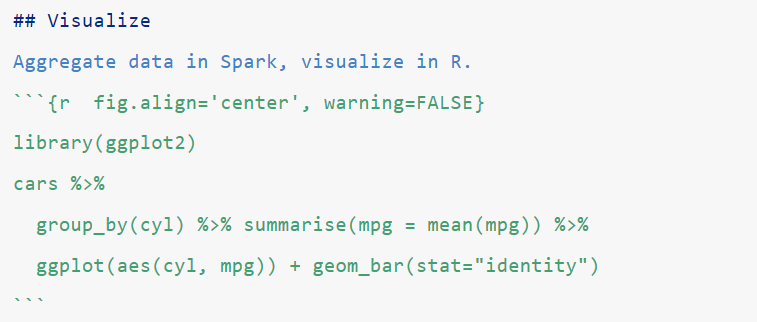 ## Visualize
Aggregate data in Spark, visualize in R.
```{r  fig.align='center', warning=FALSE}
library(ggplot2)
cars %>%
  group_by(cyl) %>% summarise(mpg = mean(mpg)) %>%
  ggplot(aes(cyl, mpg)) + geom_bar(stat="identity")
```